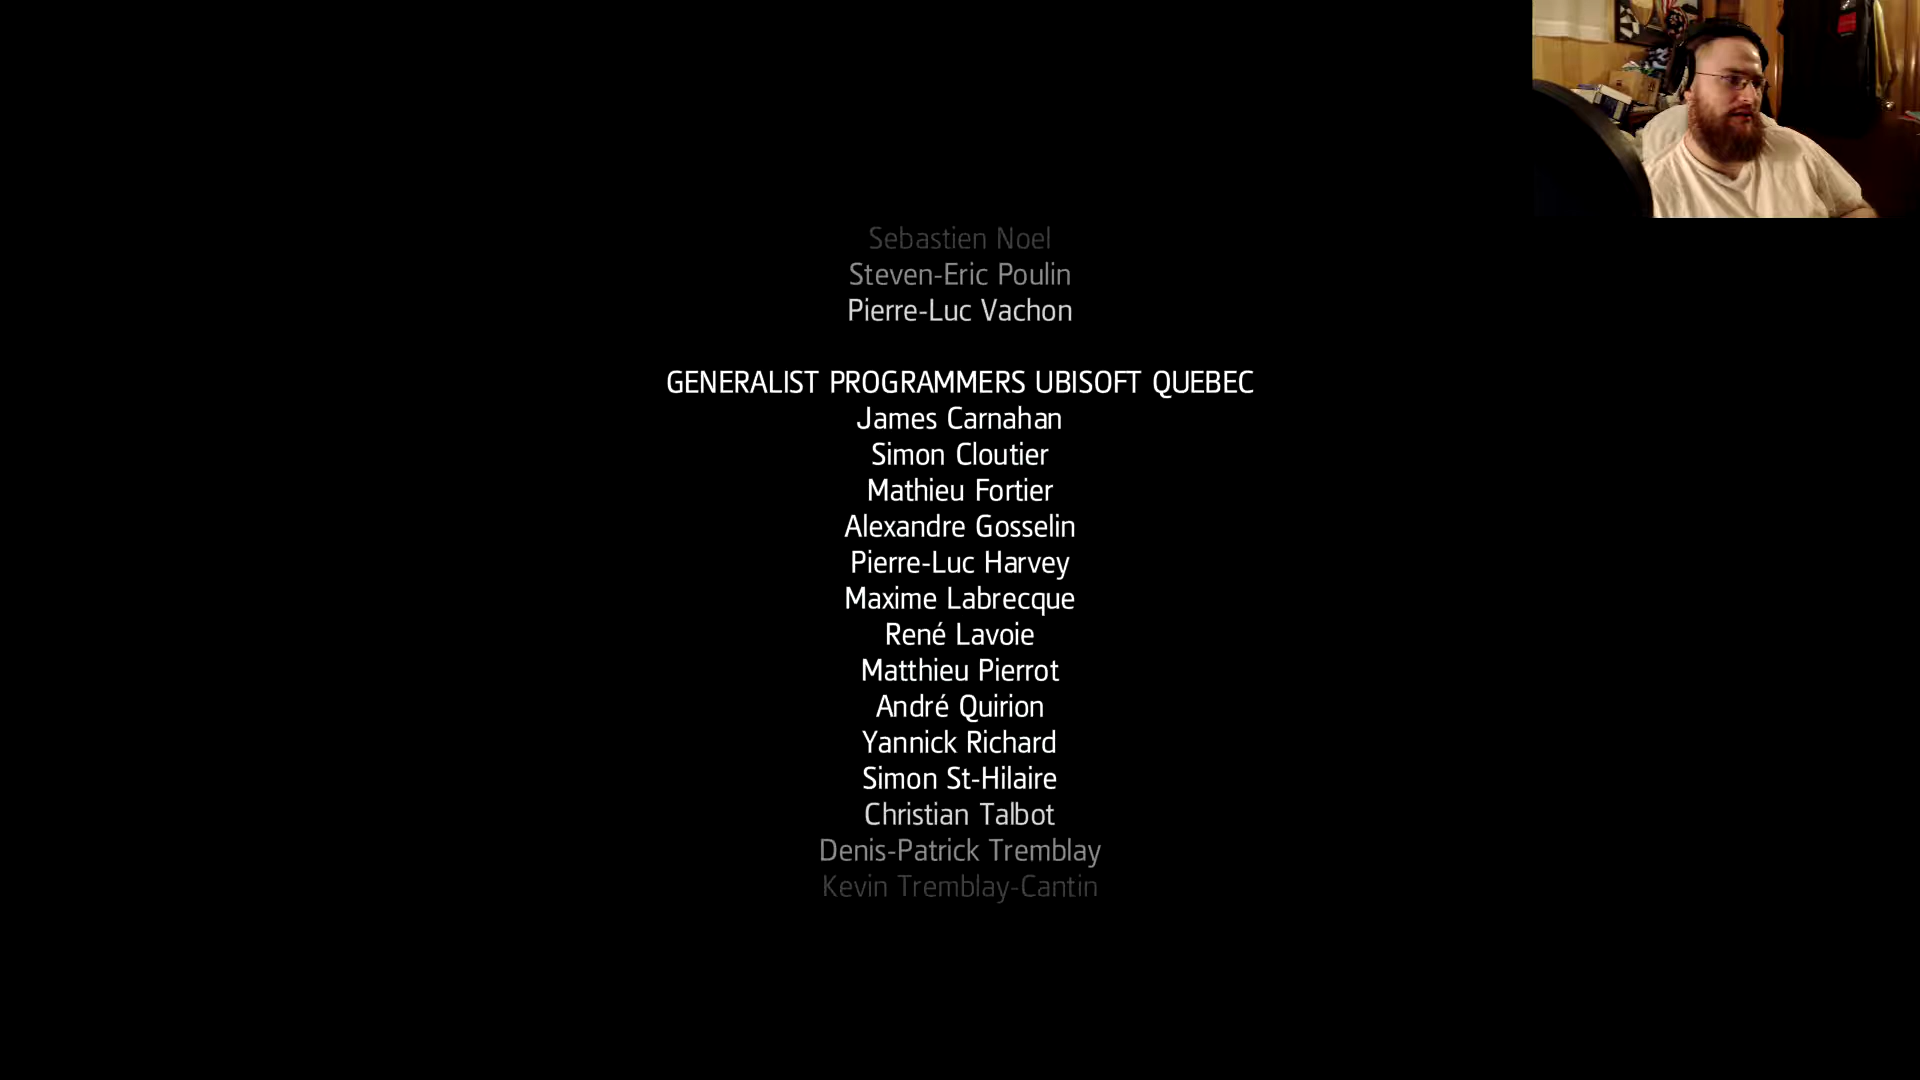 Sebastien Noel
Steven-Eric Poulin
Pierre-Luc Vachon
GENERALIST PROGRAMMERS UBISOFT QUEBEC
James Carnahan
Simon Cloutier
Mathieu Fortier
Alexandre Gosselin
Pierre-Luc Harvey
Maxime Labrecque
René Lavoie
Matthieu Pierrot
André Quirion
Yannick Richard
Simon St-Hilaire
Christian Talbot
Denis-Patrick Tremblay
Kevin Tremblay-Cantin